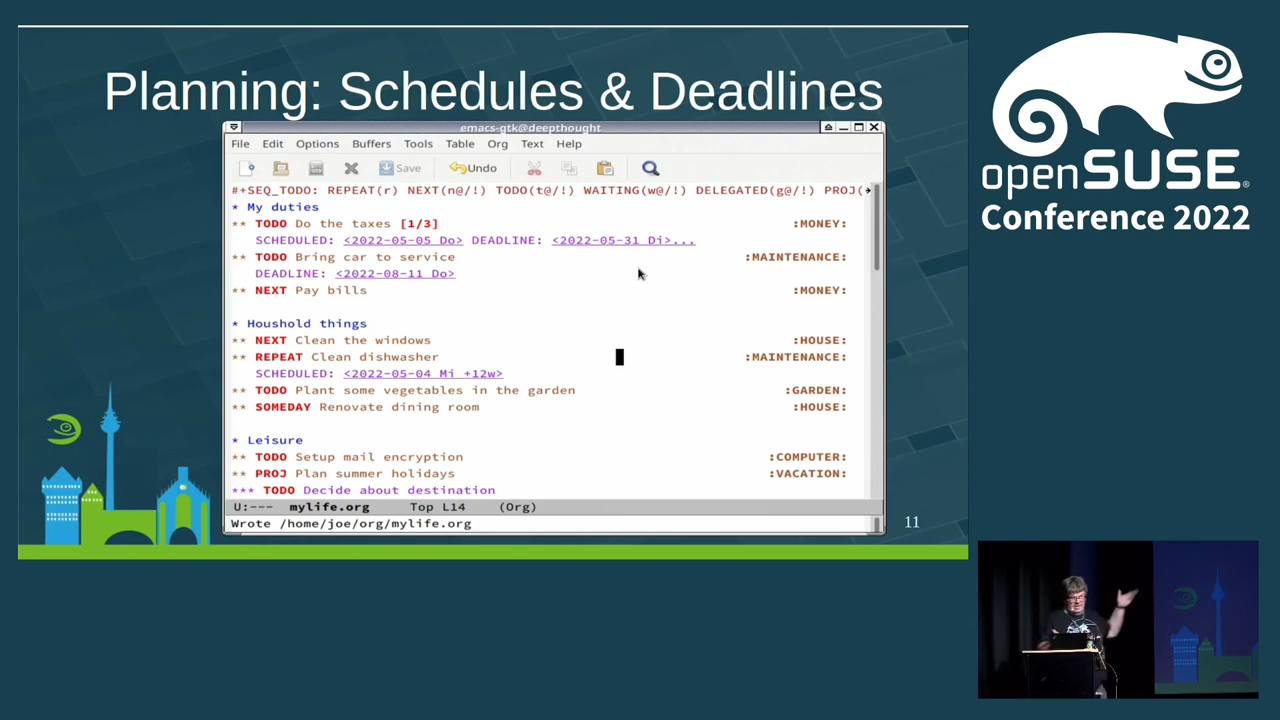 Planning: Schedules & Deadlines
emacs-gtk@deepthought
File Edit Options Buffers Tools Table Org Text Help
Save Undo
#+SEQ_TODO: REPEAT(r) NEXT(n@/!) TODO(t@/!) WAITING(w@/!) DELEGATED(g@/!) PROJ(
* My duties
** TODO Do the taxes [1/3] :MONEY:
SCHEDULED: <2022-05-05 Do> DEADLINE: <2022-05-31 Di>...
** TODO Bring car to service :MAINTENANCE:
DEADLINE: <2022-08-11 Do>
** NEXT Pay bills :MONEY:
* Houshold things
** NEXT Clean the windows :HOUSE:
** REPEAT Clean dishwasher :MAINTENANCE:
SCHEDULED: <2022-05-04 Mi +12w>
** TODO Plant some vegetables in the garden :GARDEN:
** SOMEDAY Renovate dining room :HOUSE:
* Leisure
** TODO Setup mail encryption :COMPUTER:
** PROJ Plan summer holidays :VACATION:
*** TODO Decide about destination
U:--- mylife.org Top L14 (Org)
Wrote /home/joe/org/mylife.org
11
openSUSE®
Conference 2022